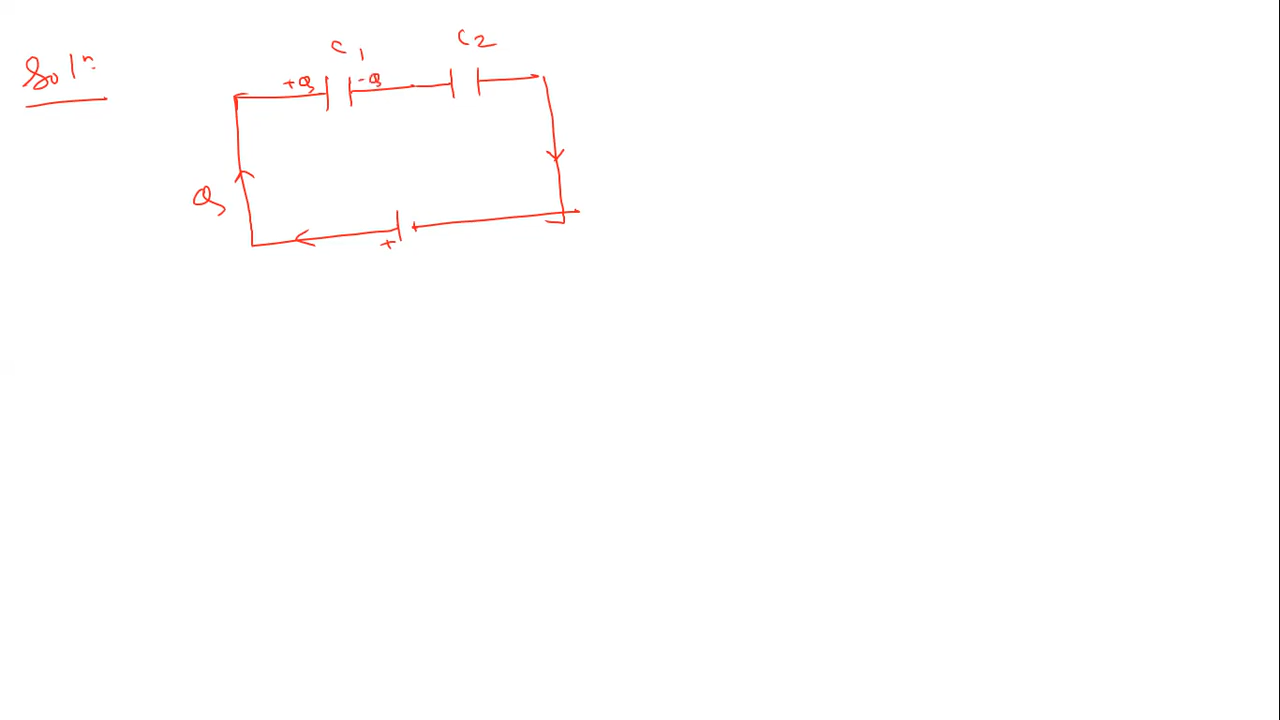 Solⁿ:
C1 C2
+Q -Q
Q
+